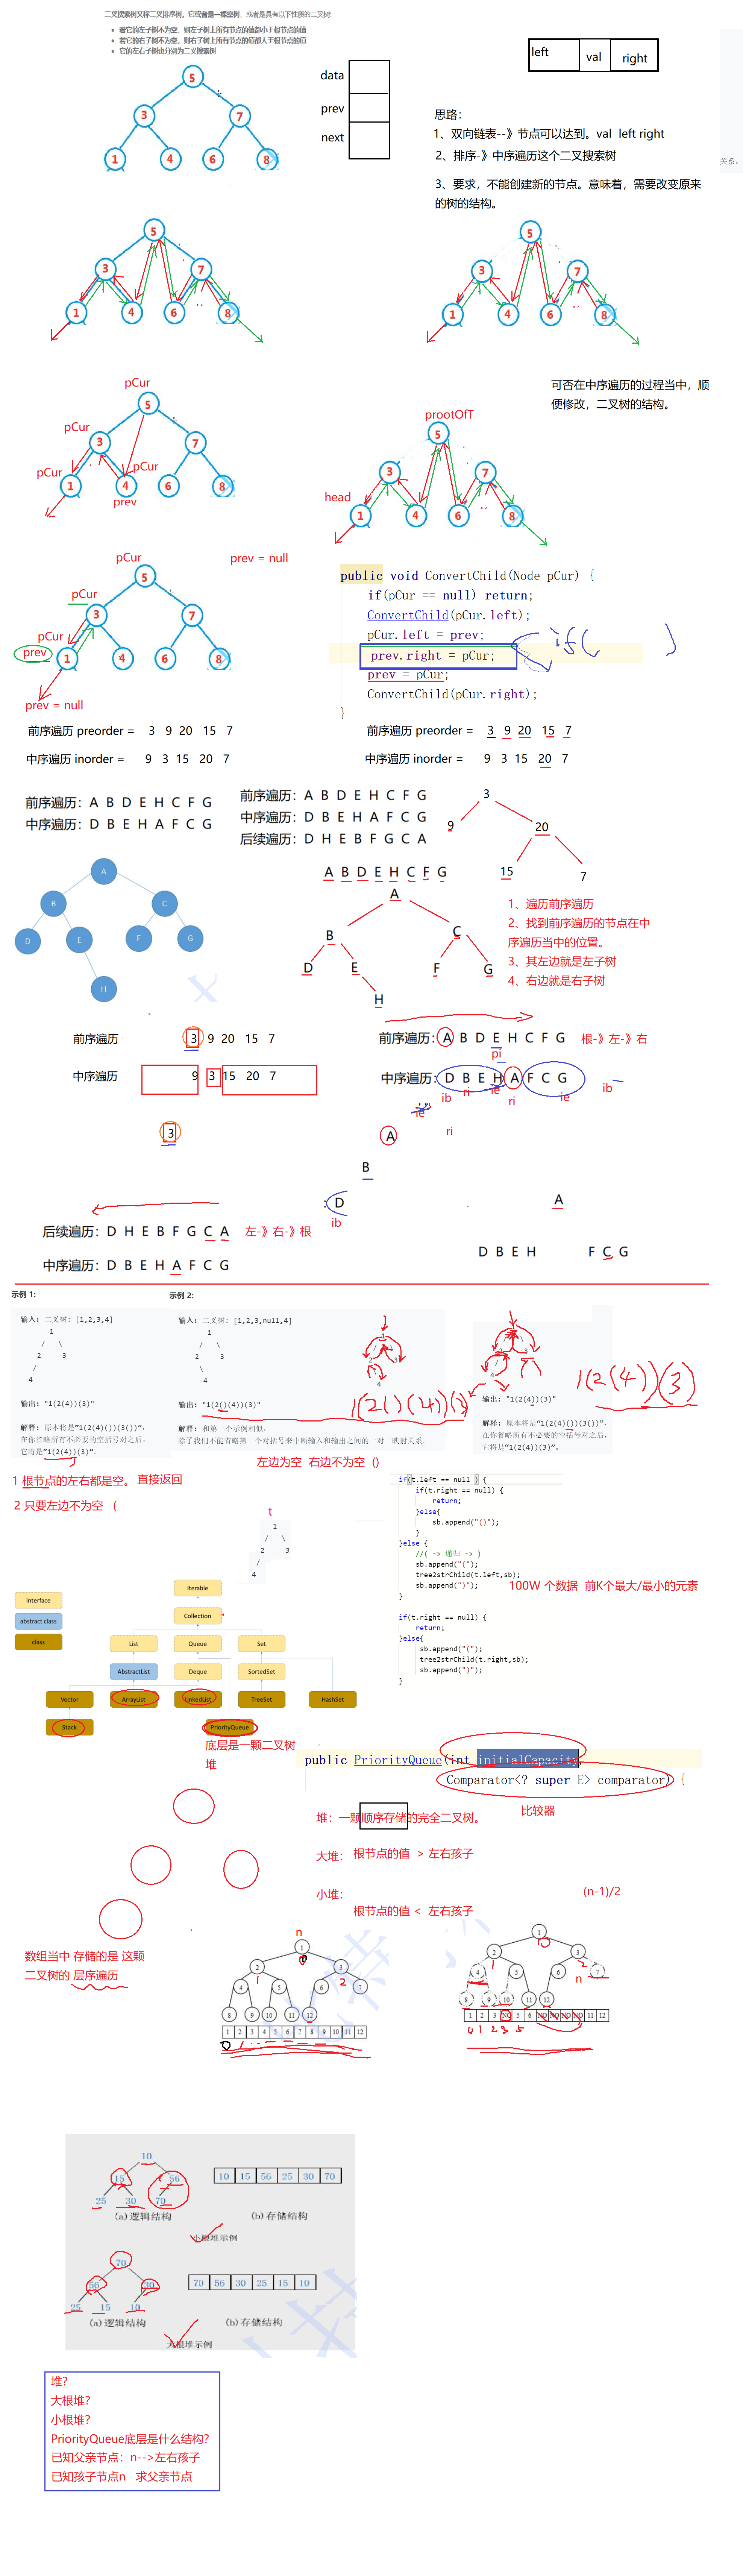 二叉搜索树又称二叉排序树。它或者是一棵空树，或者是具有以下性质的二叉树:
若它的左子树不为空，则左子树上所有节点的值都小于根节点的值
若它的右子树不为空，则右子树上所有节点的值都大于根节点的值
它的左右子树也分别为二叉搜索树
left val right
5
3 7
1 4 6 8
data
prev
next
思路：
1、双向链表--》节点可以达到。val left right
2、排序-》中序遍历这个二叉搜索树
关系。
3、要求，不能创建新的节点。意味着，需要改变原来
的树的结构。
5
3 7
1 4 6 8
5
3 7
1 4 6 8
可否在中序遍历的过程当中，顺
便修改，二叉树的结构。
pCur
5
pCur
3 7
pCur
pCur
1 4 6 8
prev
prootOfT
5
3 7
head
1 4 6 8
pCur
prev = null
5
pCur
3 7
pCur
prev
1 4 6 8
prev = null
public void ConvertChild(Node pCur) {
if(pCur == null) return;
ConvertChild(pCur.left);
pCur.left = prev;
prev.right = pCur;
prev = pCur;
ConvertChild(pCur.right);
}
if( )
前序遍历 preorder = 3 9 20 15 7
中序遍历 inorder = 9 3 15 20 7
前序遍历 preorder = 3 9 20 15 7
中序遍历 inorder = 9 3 15 20 7
前序遍历：A B D E H C F G
中序遍历：D B E H A F C G
前序遍历：A B D E H C F G
中序遍历：D B E H A F C G
后续遍历：D H E B F G C A
3
9 20
15 7
A
B C
D E F G
H
A B D E H C F G
A
B C
D E F G
H
1、遍历前序遍历
2、找到前序遍历的节点在中
序遍历当中的位置。
3、其左边就是左子树
4、右边就是右子树
前序遍历 3 9 20 15 7
中序遍历 9 3 15 20 7
3
前序遍历：A B D E H C F G 根-》左-》右
pi
中序遍历：D B E H A F C G
ib ri ie ri ie ib
ie
A
ri
B
D
ib
A
D B E H F C G
后续遍历：D H E B F G C A 左-》右-》根
中序遍历：D B E H A F C G
示例 1:
输入: 二叉树: [1,2,3,4]
1
/ \
2 3
/
4
输出: "1(2(4))(3)"
解释: 原本将是"1(2(4)())(3())"，
在你省略所有不必要的空括号对之后，
它将是"1(2(4))(3)"。
示例 2:
输入: 二叉树: [1,2,3,null,4]
1
/ \
2 3
\
4
输出: "1(2()(4))(3)"
解释: 和第一个示例相似，
除了我们不能省略第一个对括号来中断输入和输出之间的一对一映射关系。
1
2 3
4
1(2()(4))(3)
1
2 3
4
输出: "1(2(4))(3)"
解释: 原本将是"1(2(4)())(3())"，
在你省略所有不必要的空括号对之后，
它将是"1(2(4))(3)"。
1(2(4))(3)
左边为空 右边不为空 ()
1 根节点的左右都是空。 直接返回
2 只要左边不为空 (
t
1
/ \
2 3
/
4
if(t.left == null ) {
if(t.right == null) {
return;
}else{
sb.append("()");
}
}else {
//( -> 递归 -> )
sb.append("(");
tree2strChild(t.left,sb);
sb.append(")");
}
if(t.right == null) {
return;
}else{
sb.append("(");
tree2strChild(t.right,sb);
sb.append(")");
}
100W 个数据 前K个最大/最小的元素
interface
abstract class
class
Iterable
Collection
List Queue Set
AbstractList Deque SortedSet
Vector ArrayList LinkedList TreeSet HashSet
Stack PriorityQueue
底层是一颗二叉树
堆
public PriorityQueue(int initialCapacity,
Comparator<? super E> comparator) {
比较器
堆：一颗顺序存储的完全二叉树。
大堆： 根节点的值 > 左右孩子
小堆：
根节点的值 < 左右孩子
(n-1)/2
数组当中 存储的是 这颗
二叉树的 层序遍历
n
1
0
2 3
1 2
4 5 6 7
8 9 10 11 12
1 2 3 4 5 6 7 8 9 10 11 12
0 1
1
0
2 3
1 2
n
4 5 6 7
8 9 10 11 12
1 2 3 NO 5 6 NO NO NO NO 11 12
0 1 2 3 5
10
15 56
25 30 70
(a)逻辑结构
10 15 56 25 30 70
(b)存储结构
小根堆示例
70
56 30
25 15 10
(a)逻辑结构
70 56 30 25 15 10
(b)存储结构
大根堆示例
堆？
大根堆？
小根堆？
PriorityQueue底层是什么结构？
已知父亲节点：n-->左右孩子
已知孩子节点n 求父亲节点